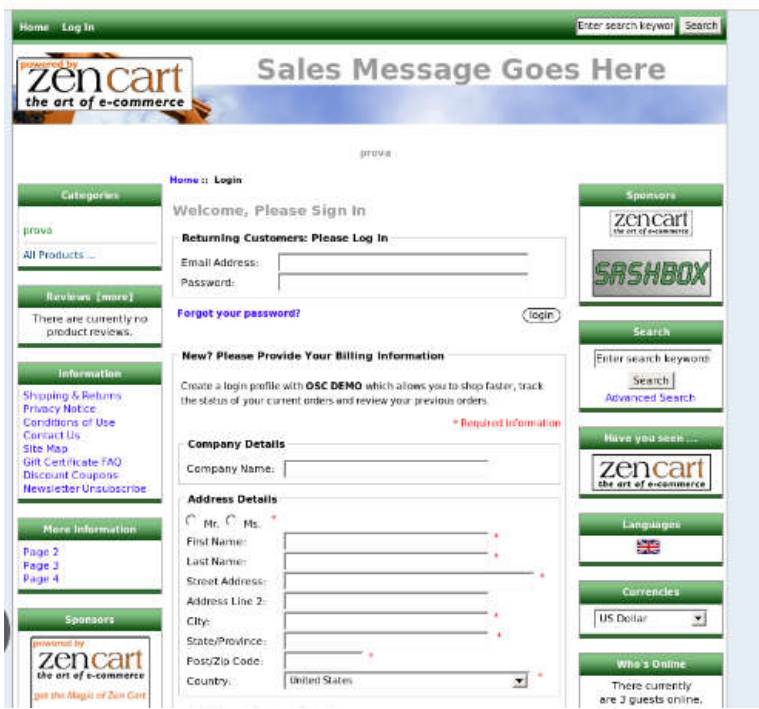 Home Log In
Enter search keywor Search
powered by
zen cart
the art of e-commerce
Sales Message Goes Here
prova
Home :: Login
Categories
prova
All Products ...
Reviews [more]
There are currently no
product reviews.
Information
Shipping & Returns
Privacy Notice
Conditions of Use
Contact Us
Site Map
Gift Certificate FAQ
Discount Coupons
Newsletter Unsubscribe
More Information
Page 2
Page 3
Page 4
Sponsors
powered by
zen cart
the art of e-commerce
get the Magic of Zen Cart
Welcome, Please Sign In
Returning Customers: Please Log In
Email Address:
Password:
Forgot your password?
login
New? Please Provide Your Billing Information
Create a login profile with OSC DEMO which allows you to shop faster, track
the status of your current orders and review your previous orders.
* Required information
Company Details
Company Name:
Address Details
Mr. Ms. *
First Name: *
Last Name: *
Street Address: *
Address Line 2:
City: *
State/Province: *
Post/Zip Code: *
Country: United States *
Sponsors
zen cart
the art of e-commerce
SASHBOX
Search
Enter search keywords
Search
Advanced Search
Have you seen ...
zen cart
the art of e-commerce
Languages
Currencies
US Dollar
Who's Online
There currently
are 3 guests online.